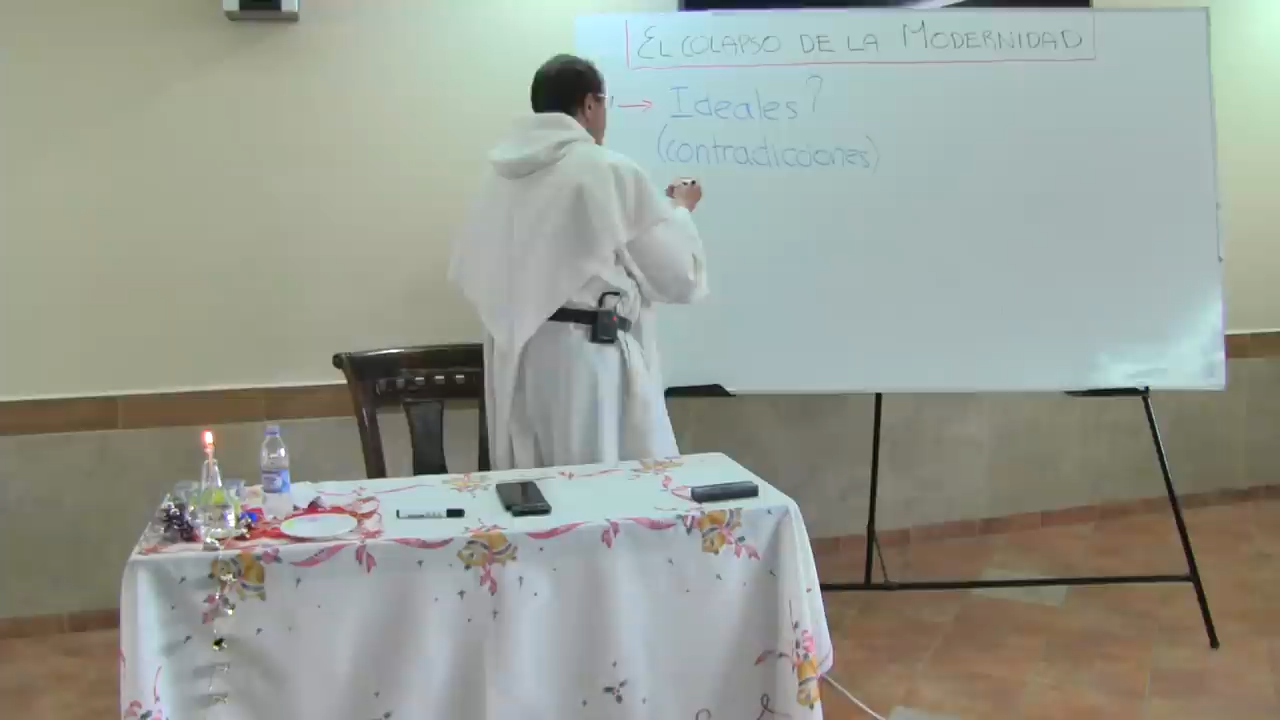 EL COLAPSO DE LA MODERNIDAD
→ Ideales?
(contradicciones)